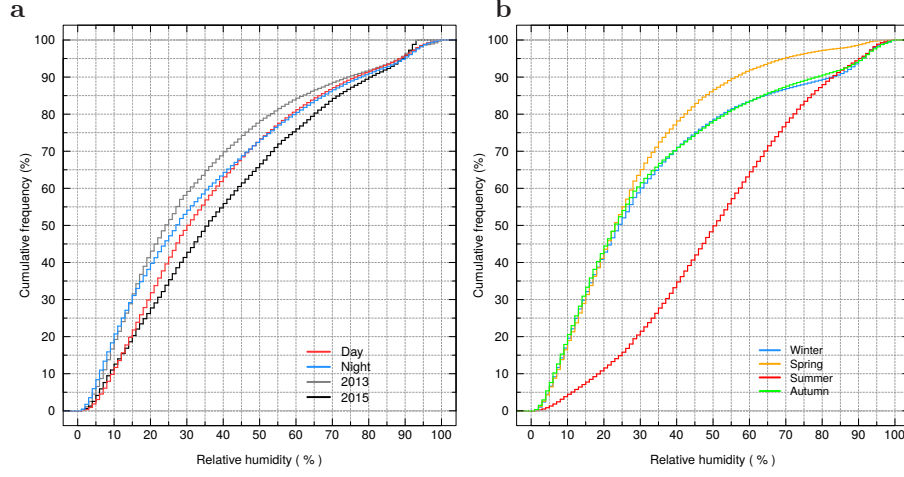 a
100
90
80
70
60
50
40
30
20
10
0
Cumulative frequency (%)
Day
Night
2013
2015
0 10 20 30 40 50 60 70 80 90 100
Relative humidity ( % )
b
100
90
80
70
60
50
40
30
20
10
0
Cumulative frequency (%)
Winter
Spring
Summer
Autumn
0 10 20 30 40 50 60 70 80 90 100
Relative humidity ( % )